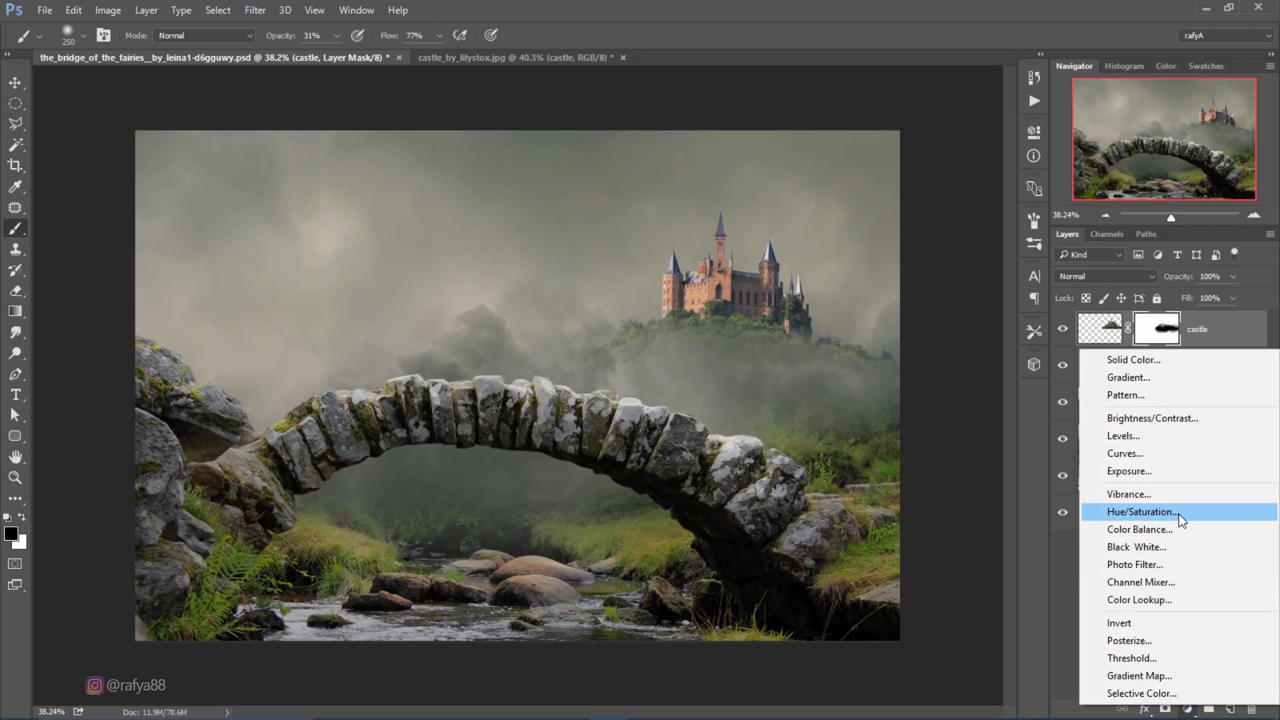 Ps File Edit Image Layer Type Select Filter 3D View Window Help
250 Mode: Normal Opacity: 31% Flow: 77% rafyA
the_bridge_of_the_fairies__by_leina1-d6gguwy.psd @ 38.2% (castle, Layer Mask/8) * × castle_by_lilystox.jpg @ 40.3% (castle, RGB/8) * ×
Navigator Histogram Color Swatches
38.24%
Layers Channels Paths
Kind
Normal Opacity: 100%
Lock: Fill: 100%
castle
Solid Color...
Gradient...
Pattern...
Brightness/Contrast...
Levels...
Curves...
Exposure...
Vibrance...
Hue/Saturation...
Color Balance...
Black White...
Photo Filter...
Channel Mixer...
Color Lookup...
Invert
Posterize...
Threshold...
Gradient Map...
Selective Color...
@rafya88
38.24% Doc: 11.9M/78.6M
fx